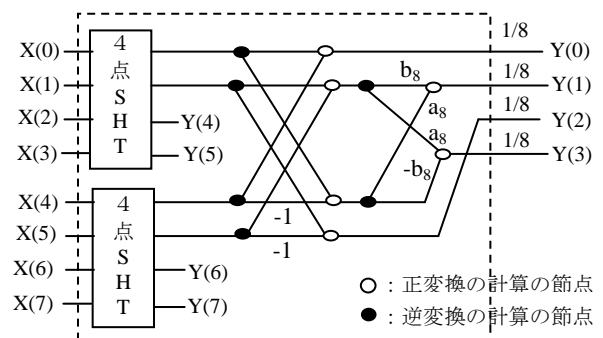 1/8
X(0)
4
点
S
H
T
Y(0)
1/8
X(1)
b8
Y(1)
a8
1/8
X(2)
Y(4)
Y(2)
a8
1/8
X(3)
Y(5)
Y(3)
-b8
X(4)
4
点
S
H
T
-1
X(5)
-1
X(6)
Y(6)
X(7)
Y(7)
○：正変換の計算の節点
●：逆変換の計算の節点